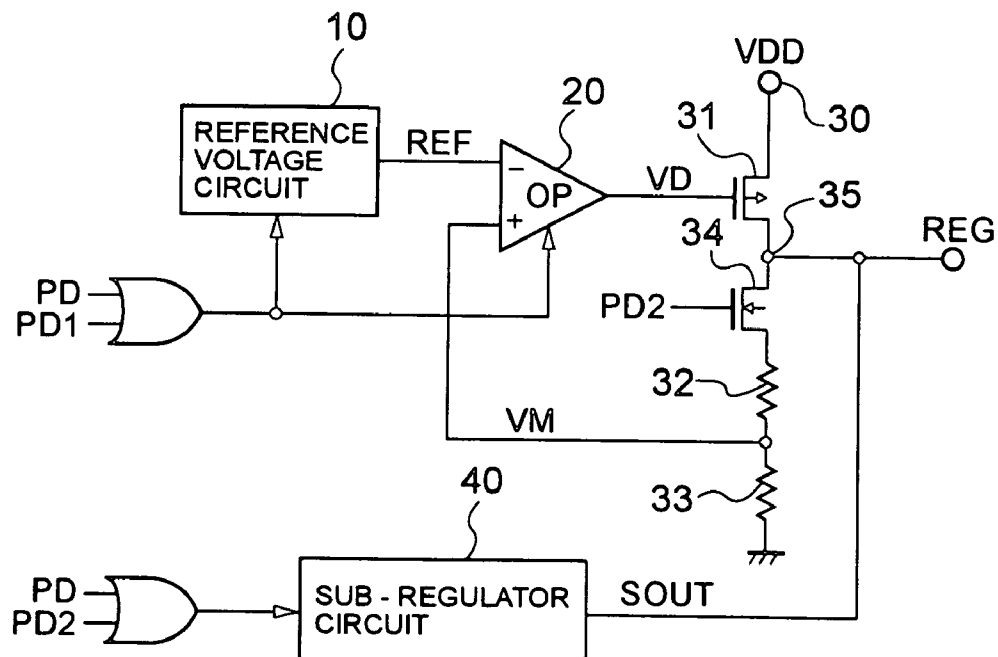 10
REFERENCE
VOLTAGE
CIRCUIT
REF
20
-
+
OP
VD
VDD
30
31
35
REG
34
PD
PD1
PD2
32
VM
33
40
PD
PD2
SUB - REGULATOR
CIRCUIT
SOUT